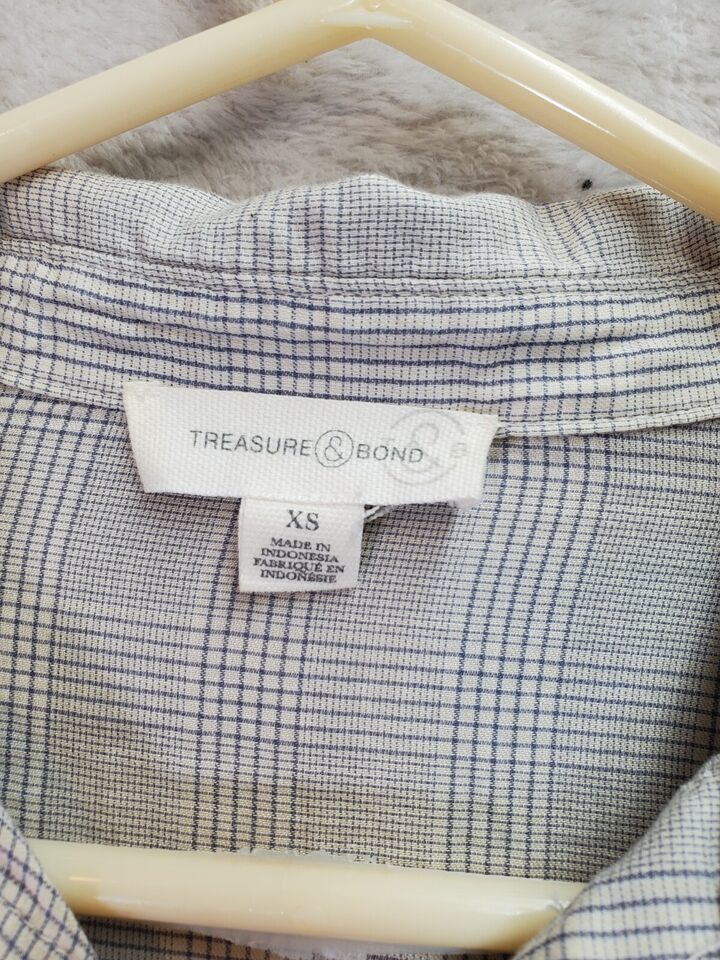 TREASURE & BOND
&
XS
MADE IN
INDONESIA
FABRIQUÉ EN
INDONÉSIE